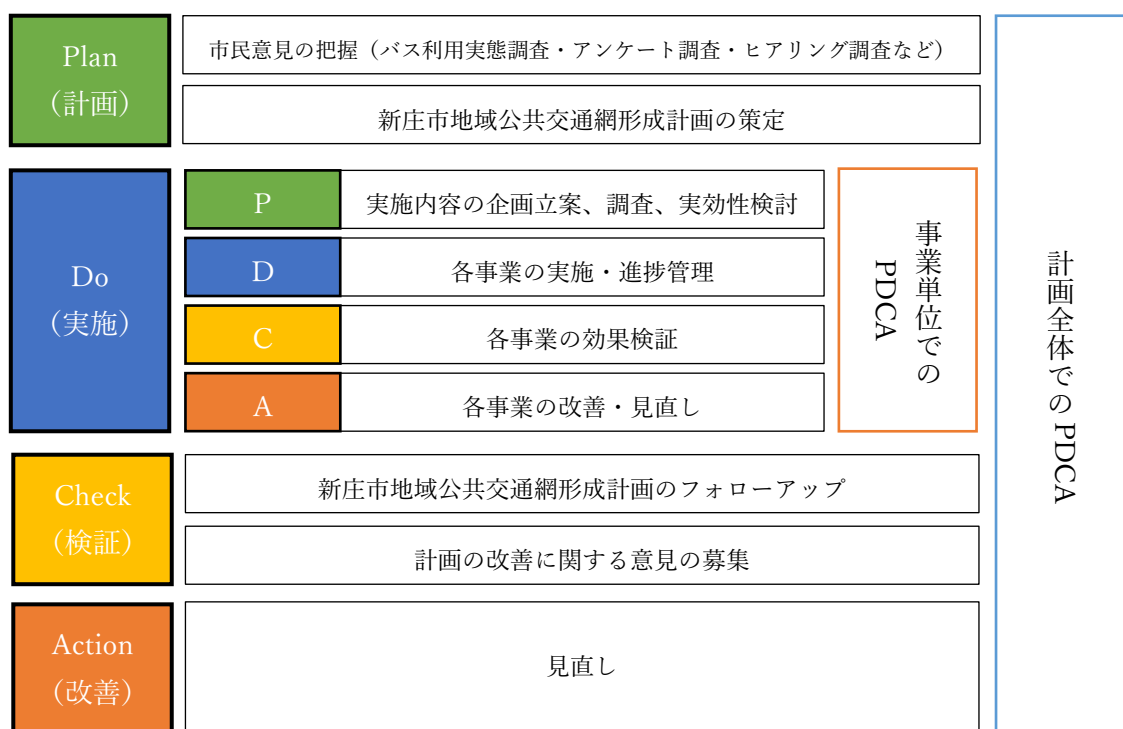 Plan
（計画）
市民意見の把握（バス利用実態調査・アンケート調査・ヒアリング調査など）
新庄市地域公共交通網形成計画の策定
Do
（実施）
P
実施内容の企画立案、調査、実効性検討
D
各事業の実施・進捗管理
C
各事業の効果検証
A
各事業の改善・見直し
事業単位での
PDCA
Check
（検証）
新庄市地域公共交通網形成計画のフォローアップ
計画の改善に関する意見の募集
Action
（改善）
見直し
計画全体でのPDCA